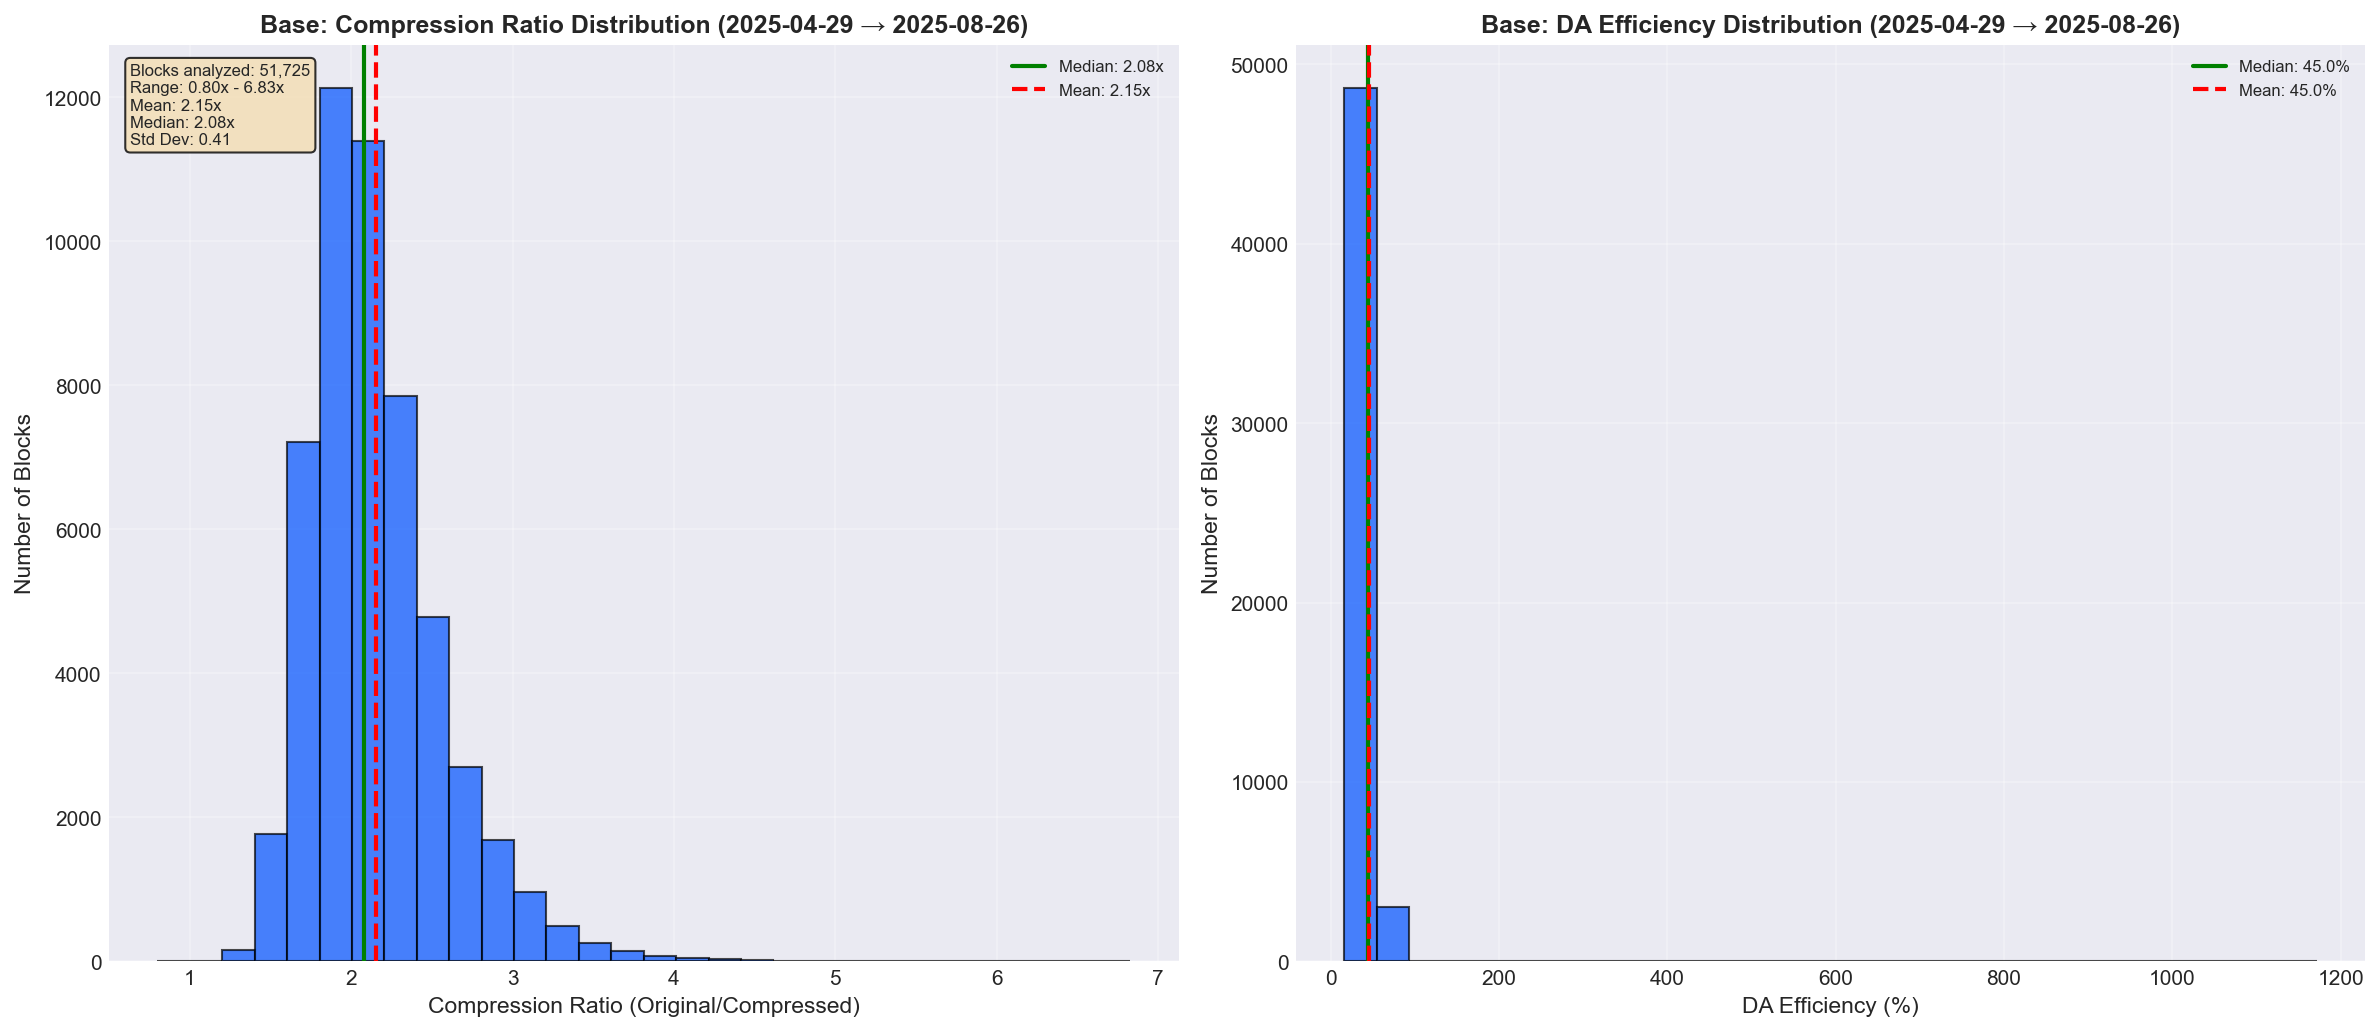 Base: Compression Ratio Distribution (2025-04-29 → 2025-08-26)
Blocks analyzed: 51,725
Range: 0.80x - 6.83x
Mean: 2.15x
Median: 2.08x
Std Dev: 0.41
Median: 2.08x
Mean: 2.15x
Number of Blocks
12000
10000
8000
6000
4000
2000
0
1 2 3 4 5 6 7
Compression Ratio (Original/Compressed)
Base: DA Efficiency Distribution (2025-04-29 → 2025-08-26)
Median: 45.0%
Mean: 45.0%
Number of Blocks
50000
40000
30000
20000
10000
0
0 200 400 600 800 1000 1200
DA Efficiency (%)